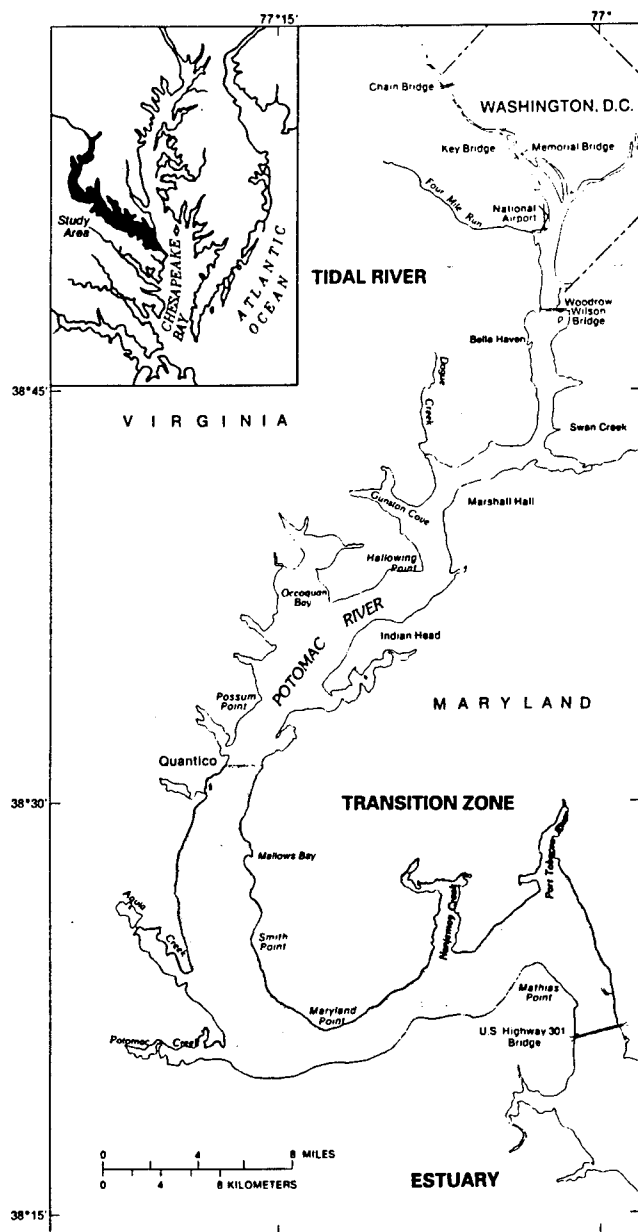 77°15'
77°
Chain Bridge
WASHINGTON, D.C.
Key Bridge
Memorial Bridge
Four Mile Run
National
Airport
Study
Area
CHESAPEAKE
BAY
ATLANTIC
OCEAN
TIDAL RIVER
Woodrow
Wilson
Bridge
Belle Haven
Dogue
Creek
38°45'
VIRGINIA
Swan Creek
Gunston Cove
Marshall Hall
Hallowing
Point
Occoquan
Bay
POTOMAC RIVER
Indian Head
Possum
Point
MARYLAND
Quantico
38°30'
TRANSITION ZONE
Mallows Bay
Port Tobacco
Nanjemoy Creek
Aquia
Creek
Smith
Point
Maryland
Point
Mathias
Point
U.S. Highway 301
Bridge
Potomac Creek
0 4 8 MILES
0 4 8 KILOMETERS
ESTUARY
38°15'